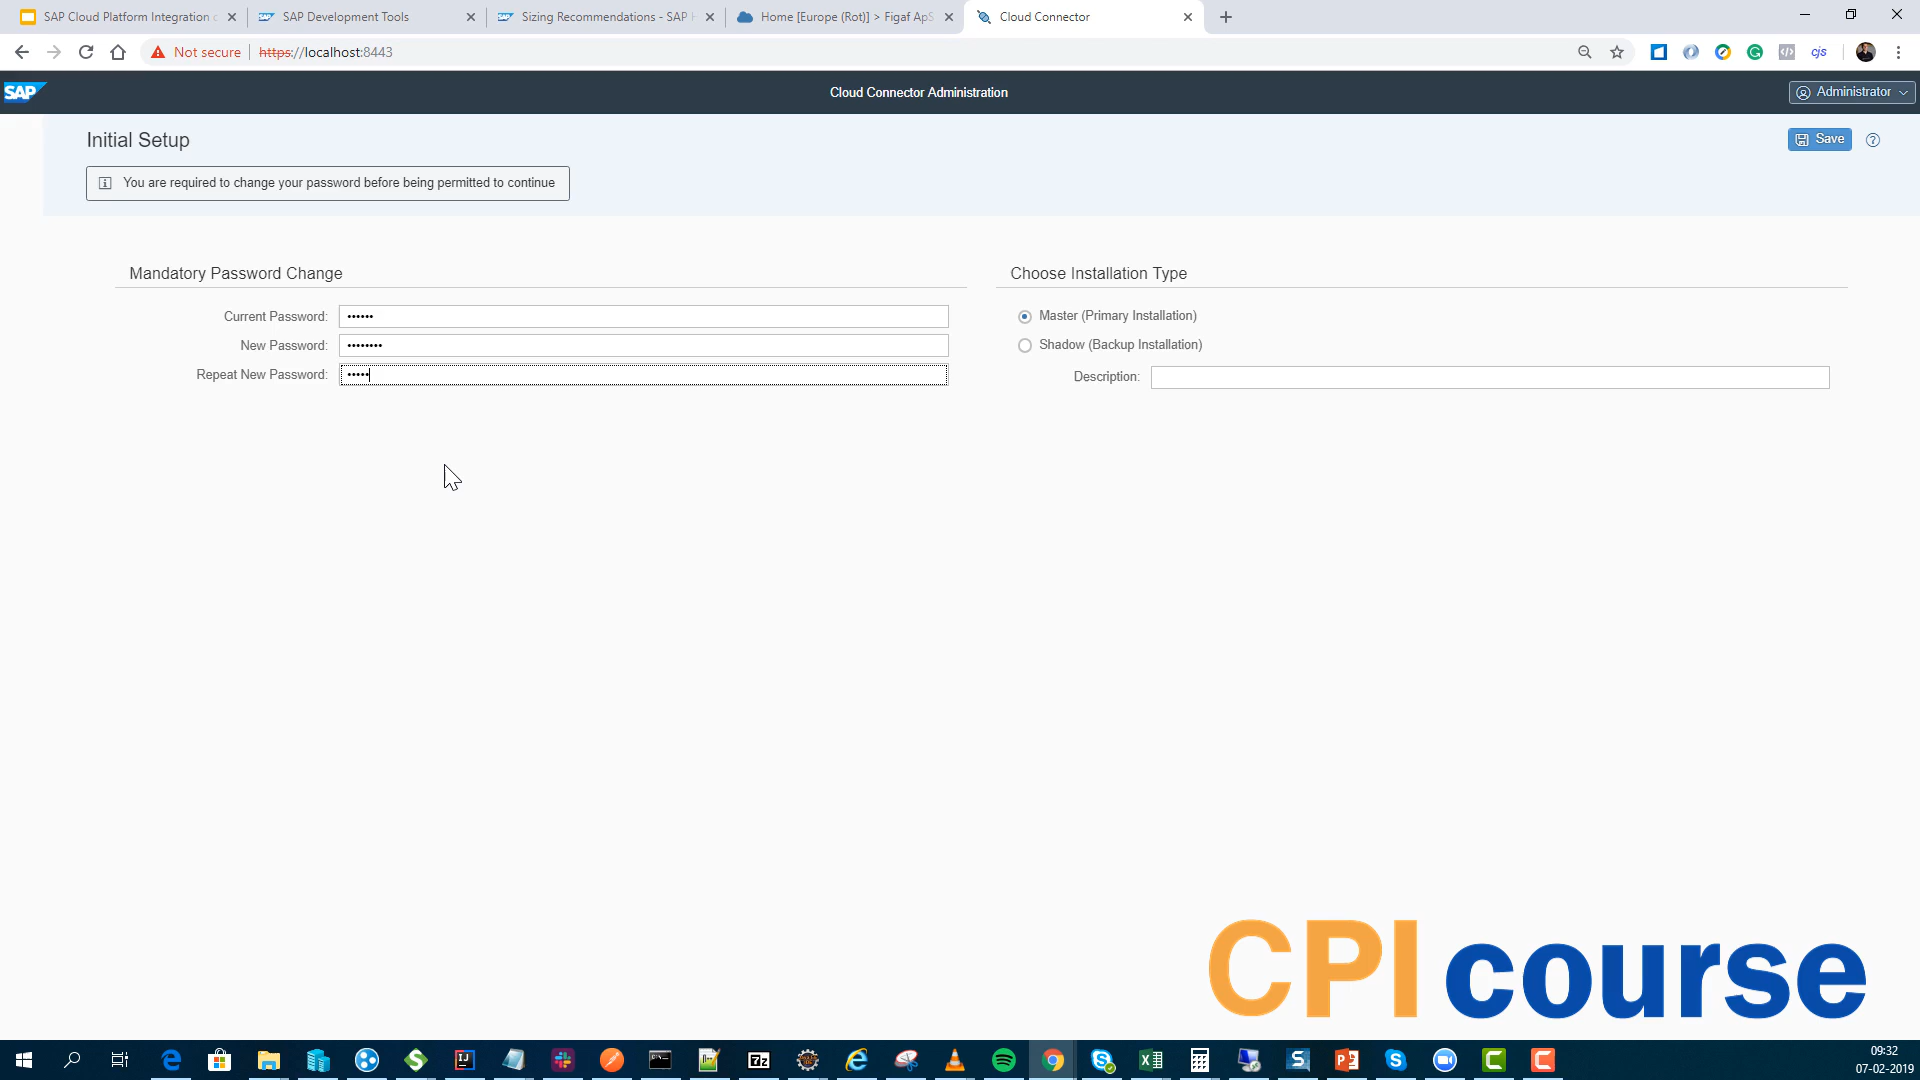 SAP Cloud Platform Integration
SAP Development Tools
Sizing Recommendations - SAP H
Home [Europe (Rot)] > Figaf ApS
Cloud Connector
Not secure
https://localhost:8443
cjs
SAP
Cloud Connector Administration
Administrator
Initial Setup
Save
You are required to change your password before being permitted to continue
Mandatory Password Change
Choose Installation Type
Current Password:
••••••
Master (Primary Installation)
New Password:
••••••••
Shadow (Backup Installation)
Repeat New Password:
•••••
Description:
CPI course
09:32
07-02-2019